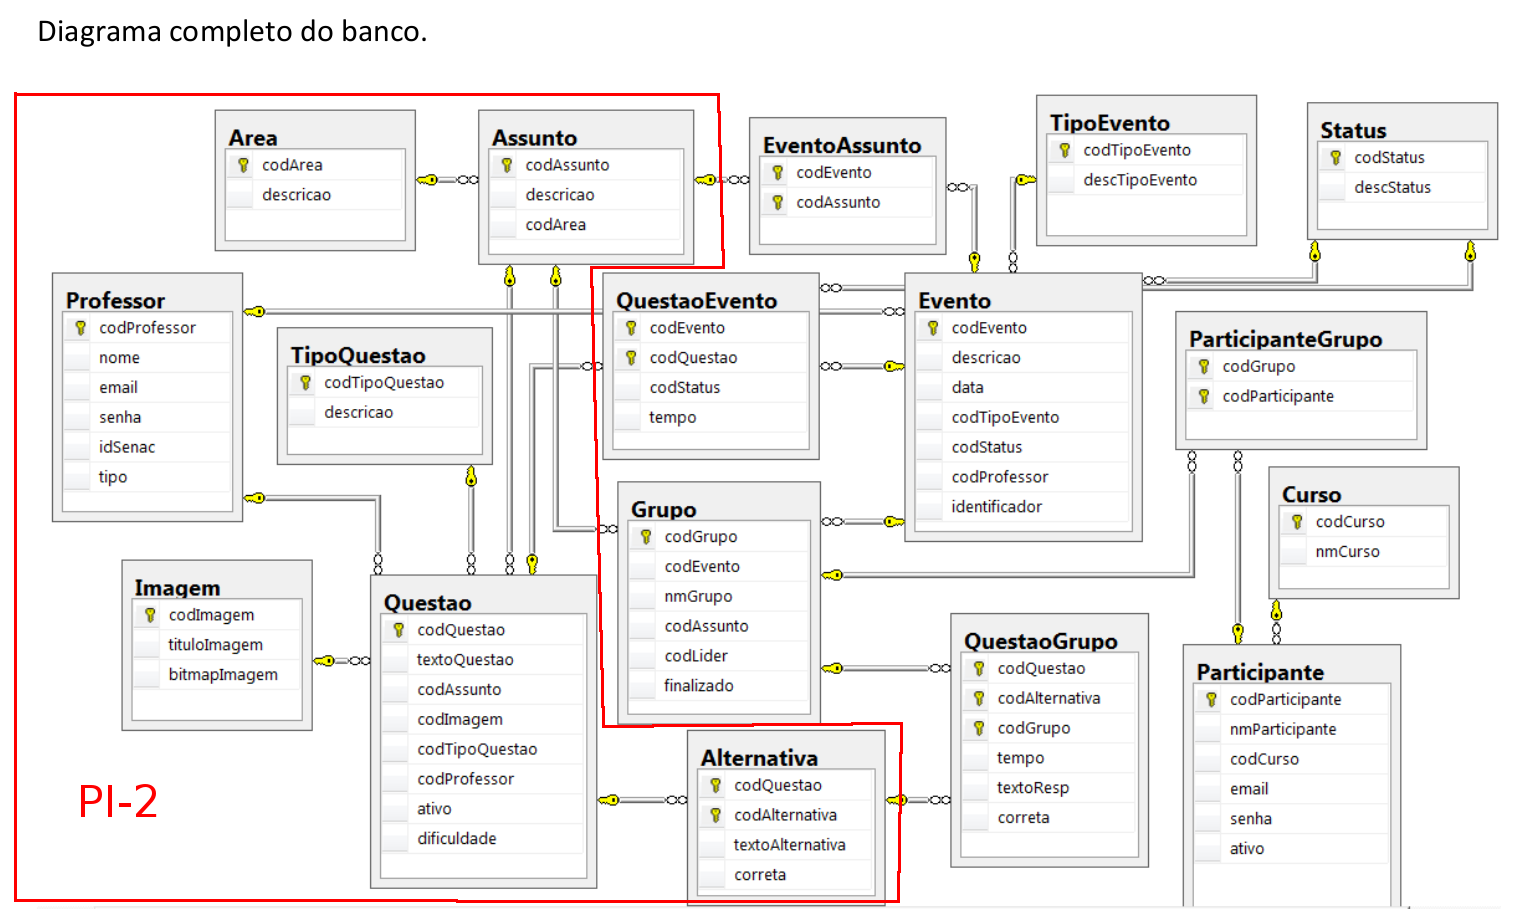 Diagrama completo do banco.
Area
codArea
descricao
Assunto
codAssunto
descricao
codArea
EventoAssunto
codEvento
codAssunto
TipoEvento
codTipoEvento
descTipoEvento
Status
codStatus
descStatus
Professor
codProfessor
nome
email
senha
idSenac
tipo
TipoQuestao
codTipoQuestao
descricao
QuestaoEvento
codEvento
codQuestao
codStatus
tempo
Evento
codEvento
descricao
data
codTipoEvento
codStatus
codProfessor
identificador
ParticipanteGrupo
codGrupo
codParticipante
Curso
codCurso
nmCurso
Grupo
codGrupo
codEvento
nmGrupo
codAssunto
codLider
finalizado
Imagem
codImagem
tituloImagem
bitmapImagem
Questao
codQuestao
textoQuestao
codAssunto
codImagem
codTipoQuestao
codProfessor
ativo
dificuldade
QuestaoGrupo
codQuestao
codAlternativa
codGrupo
tempo
textoResp
correta
Participante
codParticipante
nmParticipante
codCurso
email
senha
ativo
Alternativa
codQuestao
codAlternativa
textoAlternativa
correta
PI-2